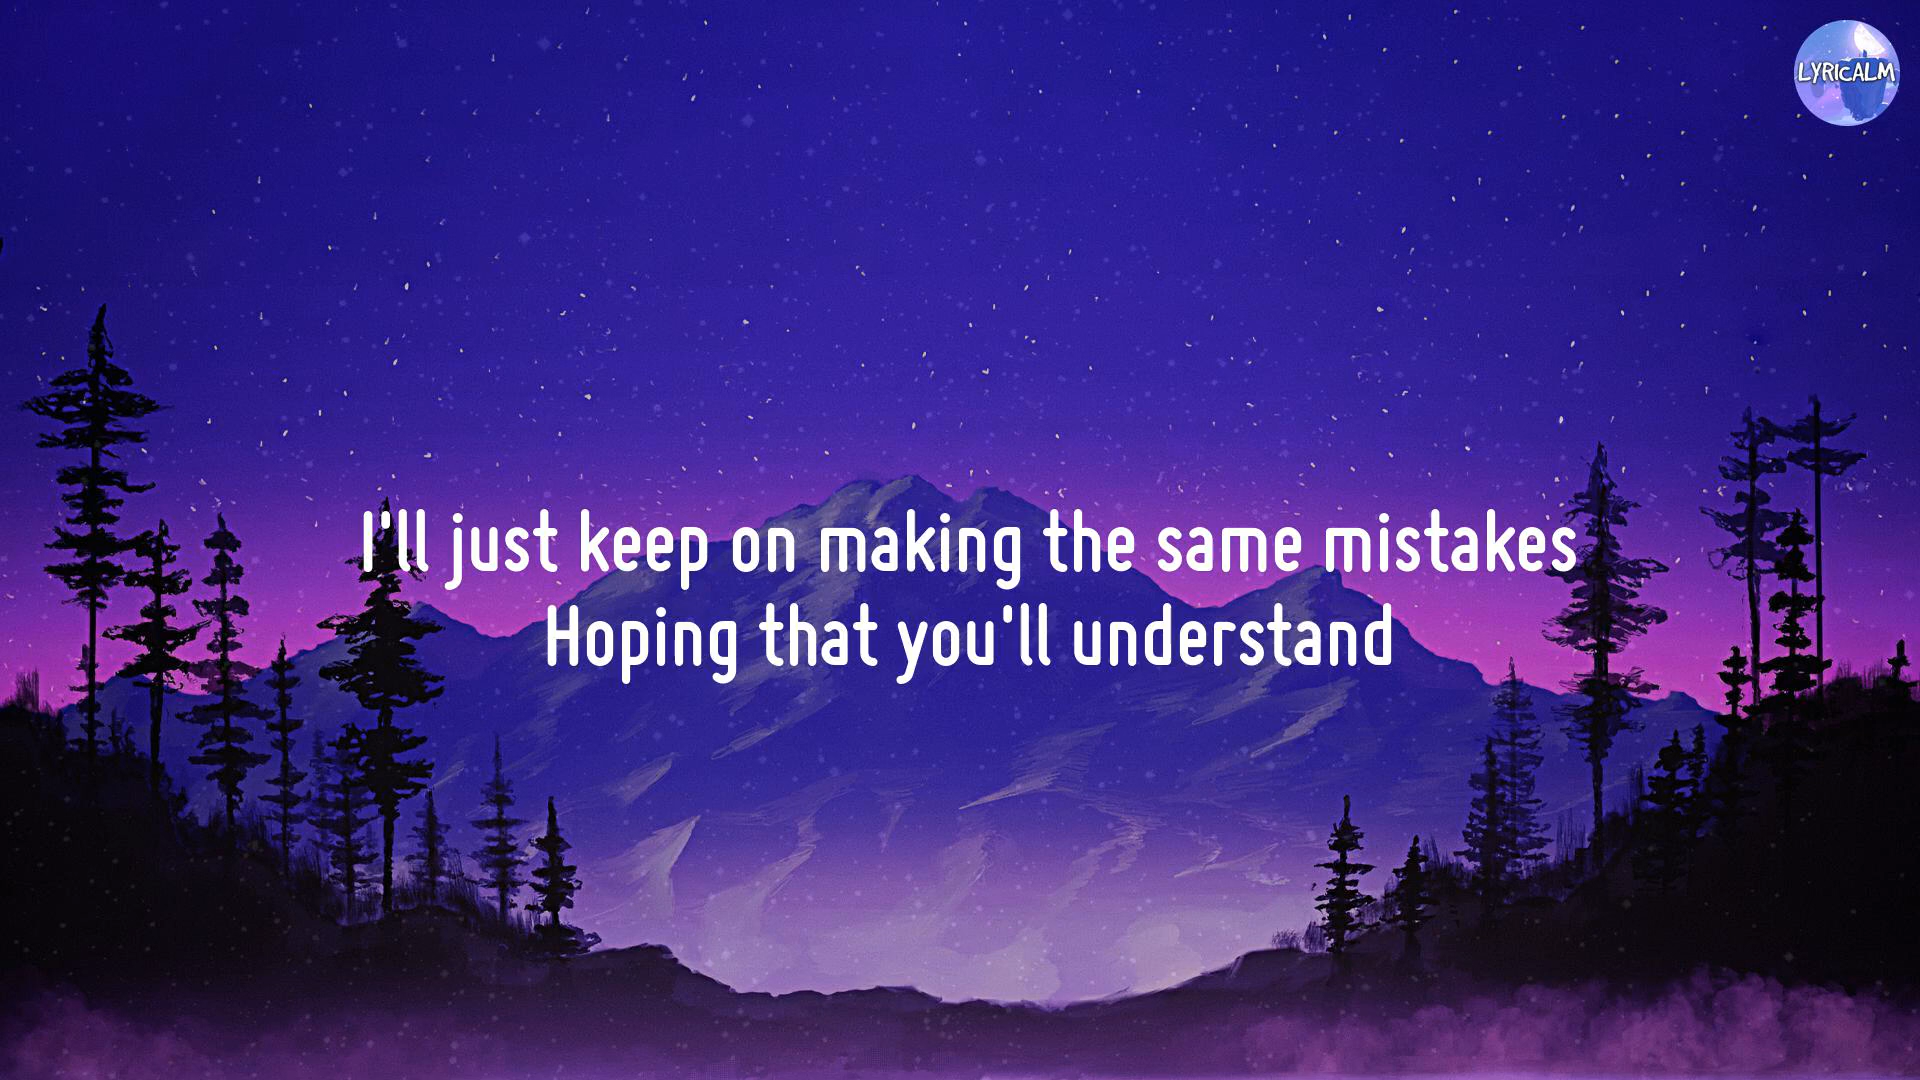 LYRICALM
I'll just keep on making the same mistakes
Hoping that you'll understand